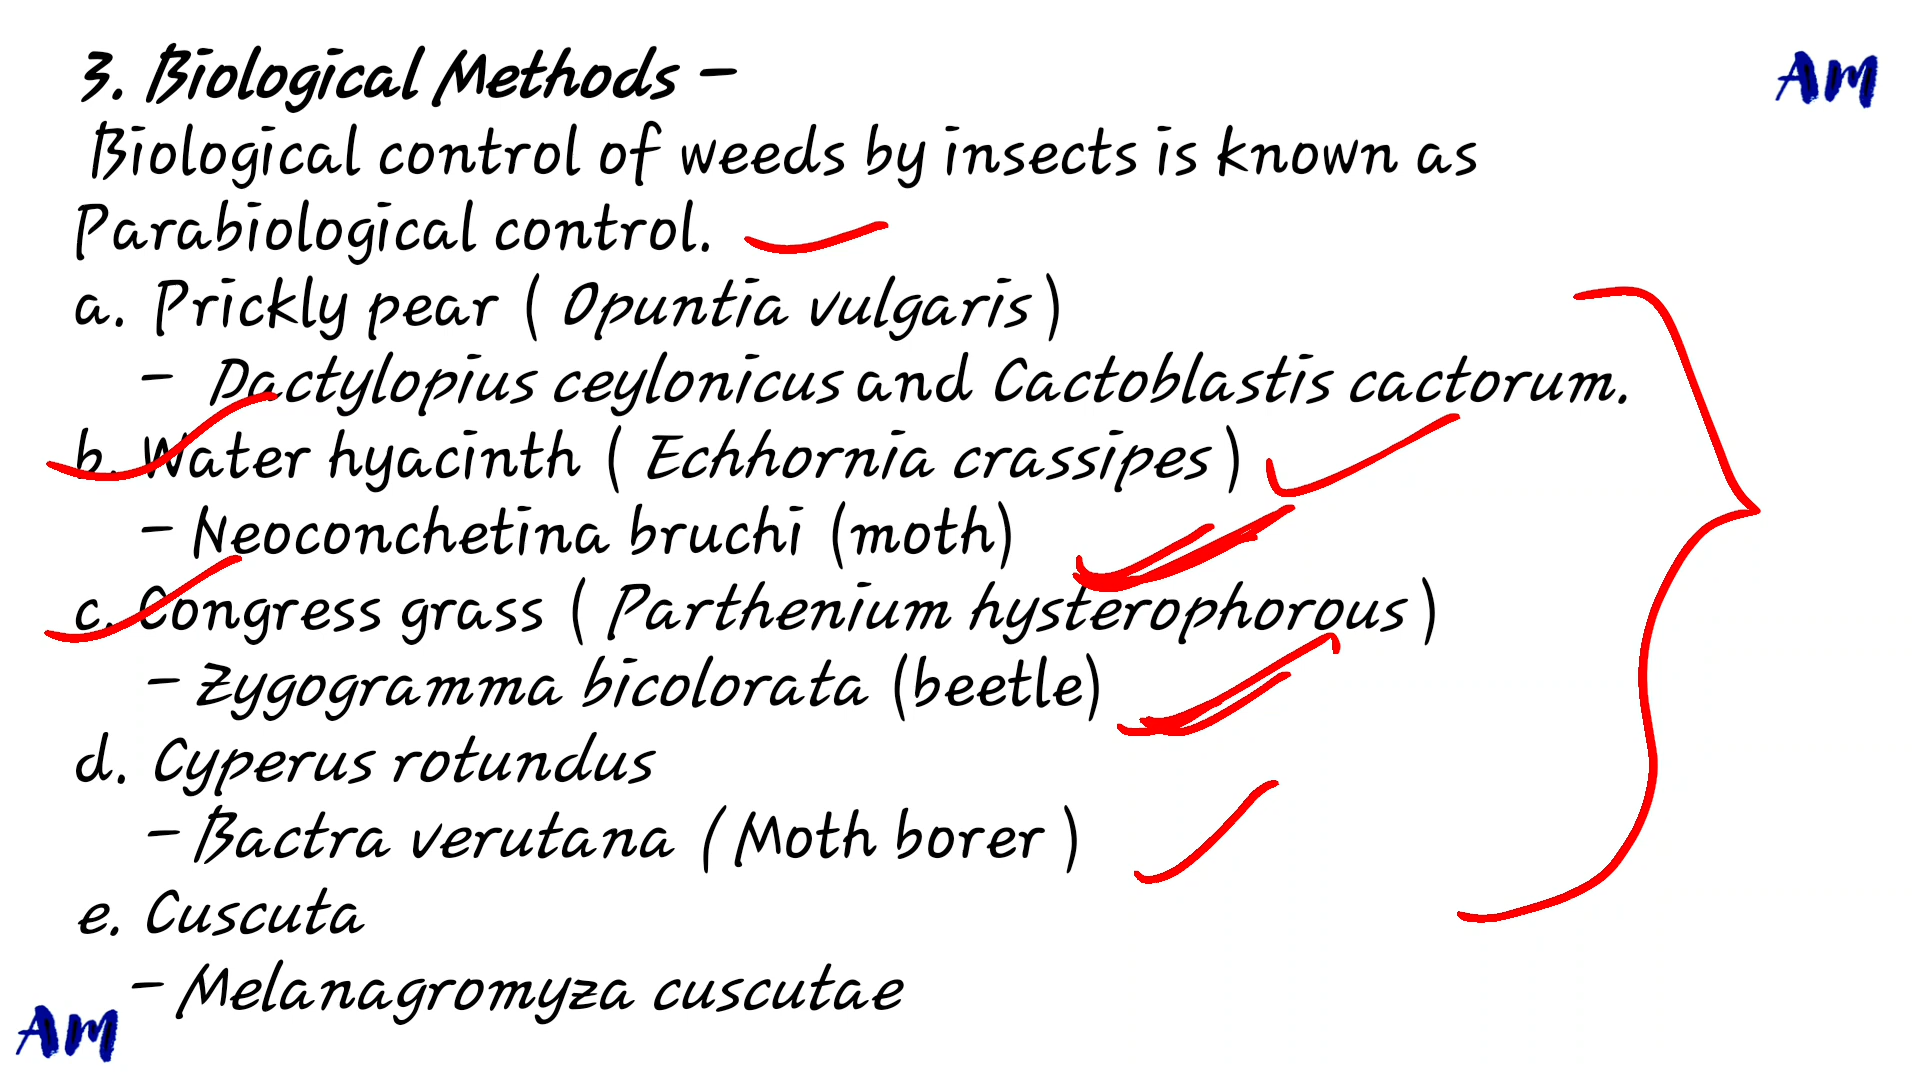 3. Biological Methods –
AM
Biological control of weeds by insects is known as
Parabiological control.
a. Prickly pear ( Opuntia vulgaris )
– Dactylopius ceylonicus and Cactoblastis cactorum.
b. Water hyacinth ( Echhornia crassipes )
– Neoconchetina bruchi (moth)
c. Congress grass ( Parthenium hysterophorous )
– Zygogramma bicolorata (beetle)
d. Cyperus rotundus
– Bactra verutana ( Moth borer )
e. Cuscuta
– Melanagromyza cuscutae
AM